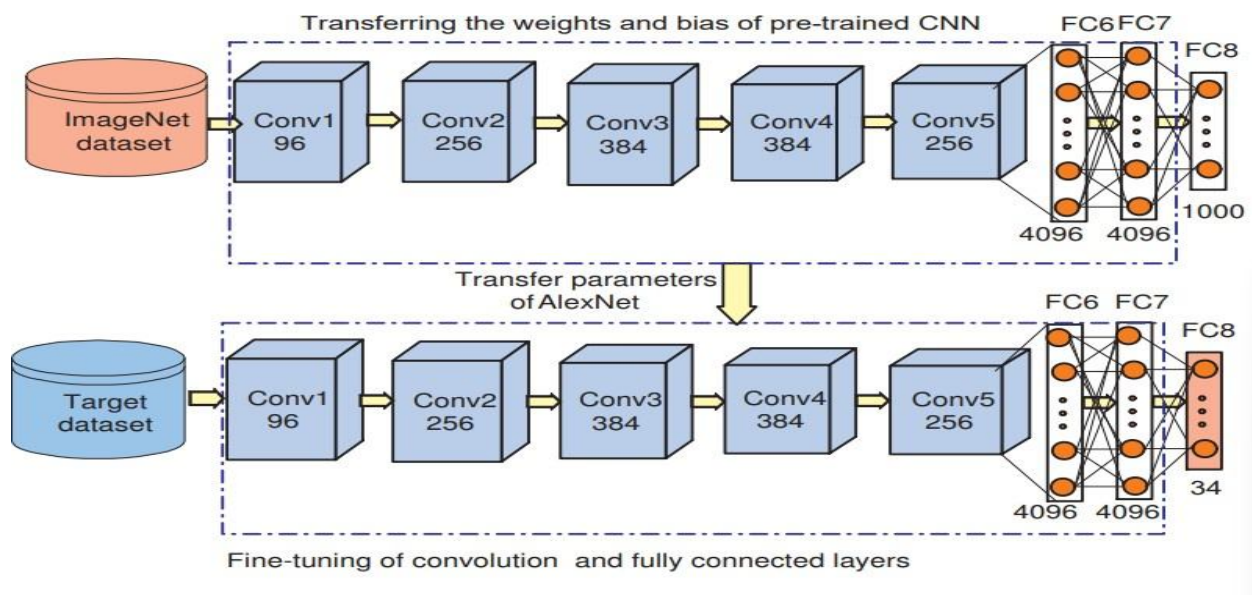 Transferring the weights and bias of pre-trained CNN
FC6 FC7
FC8
ImageNet
dataset
Conv1
96
Conv2
256
Conv3
384
Conv4
384
Conv5
256
4096
4096
1000
Transfer parameters
of AlexNet
FC6
FC7
FC8
Target
dataset
Conv1
96
Conv2
256
Conv3
384
Conv4
384
Conv5
256
4096
4096
34
Fine-tuning of convolution and fully connected layers